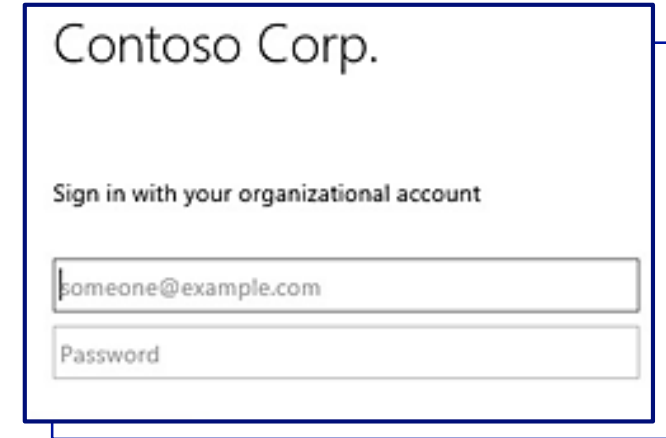 Contoso Corp.
Sign in with your organizational account
someone@example.com
Password